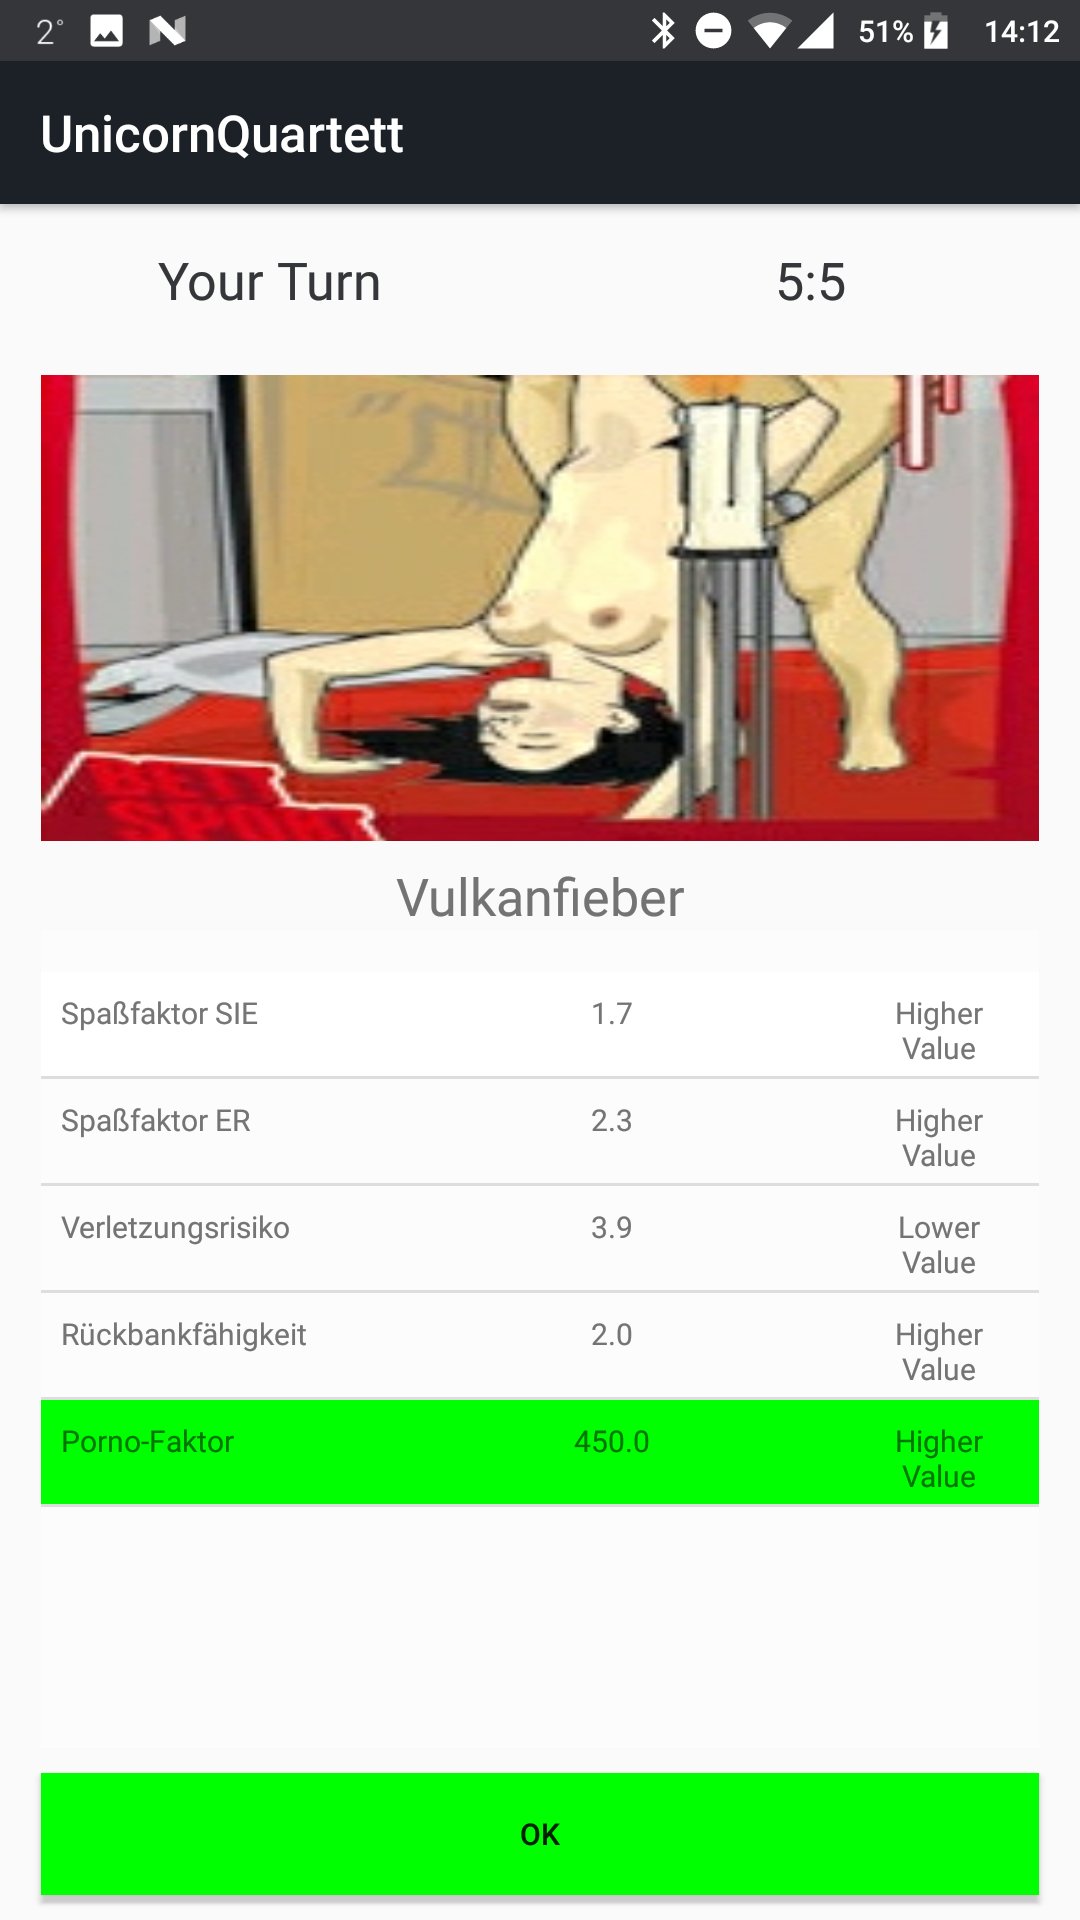 2°
51%
14:12
UnicornQuartett
Your Turn
5:5
BETT
SPORT
Vulkanfieber
Spaßfaktor SIE 1.7 Higher
Value
Spaßfaktor ER 2.3 Higher
Value
Verletzungsrisiko 3.9 Lower
Value
Rückbankfähigkeit 2.0 Higher
Value
Porno-Faktor 450.0 Higher
Value
OK